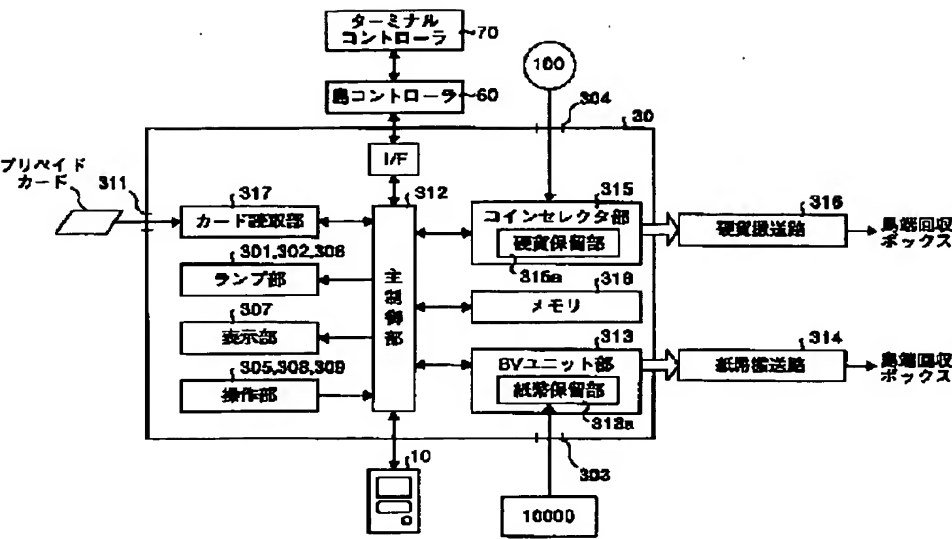 ターミナル
コントローラ
70
島コントローラ
60
100
304
30
I/F
プリペイド
カード
311
317
カード読取部
312
主制御部
315
コインセレクタ部
硬貨保留部
315a
316
硬貨搬送路
島端回収
ボックス
301,302,306
ランプ部
318
メモリ
307
表示部
313
BVユニット部
紙幣保留部
313a
314
紙幣搬送路
島端回収
ボックス
305,308,309
操作部
303
10
10000